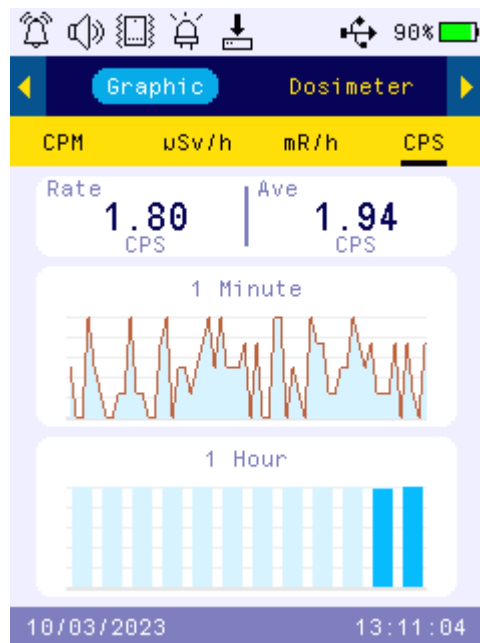 90%
Graphic Dosimeter
CPM µSv/h mR/h CPS
Rate Ave
1.80 1.94
CPS CPS
1 Minute
1 Hour
10/03/2023 13:11:04